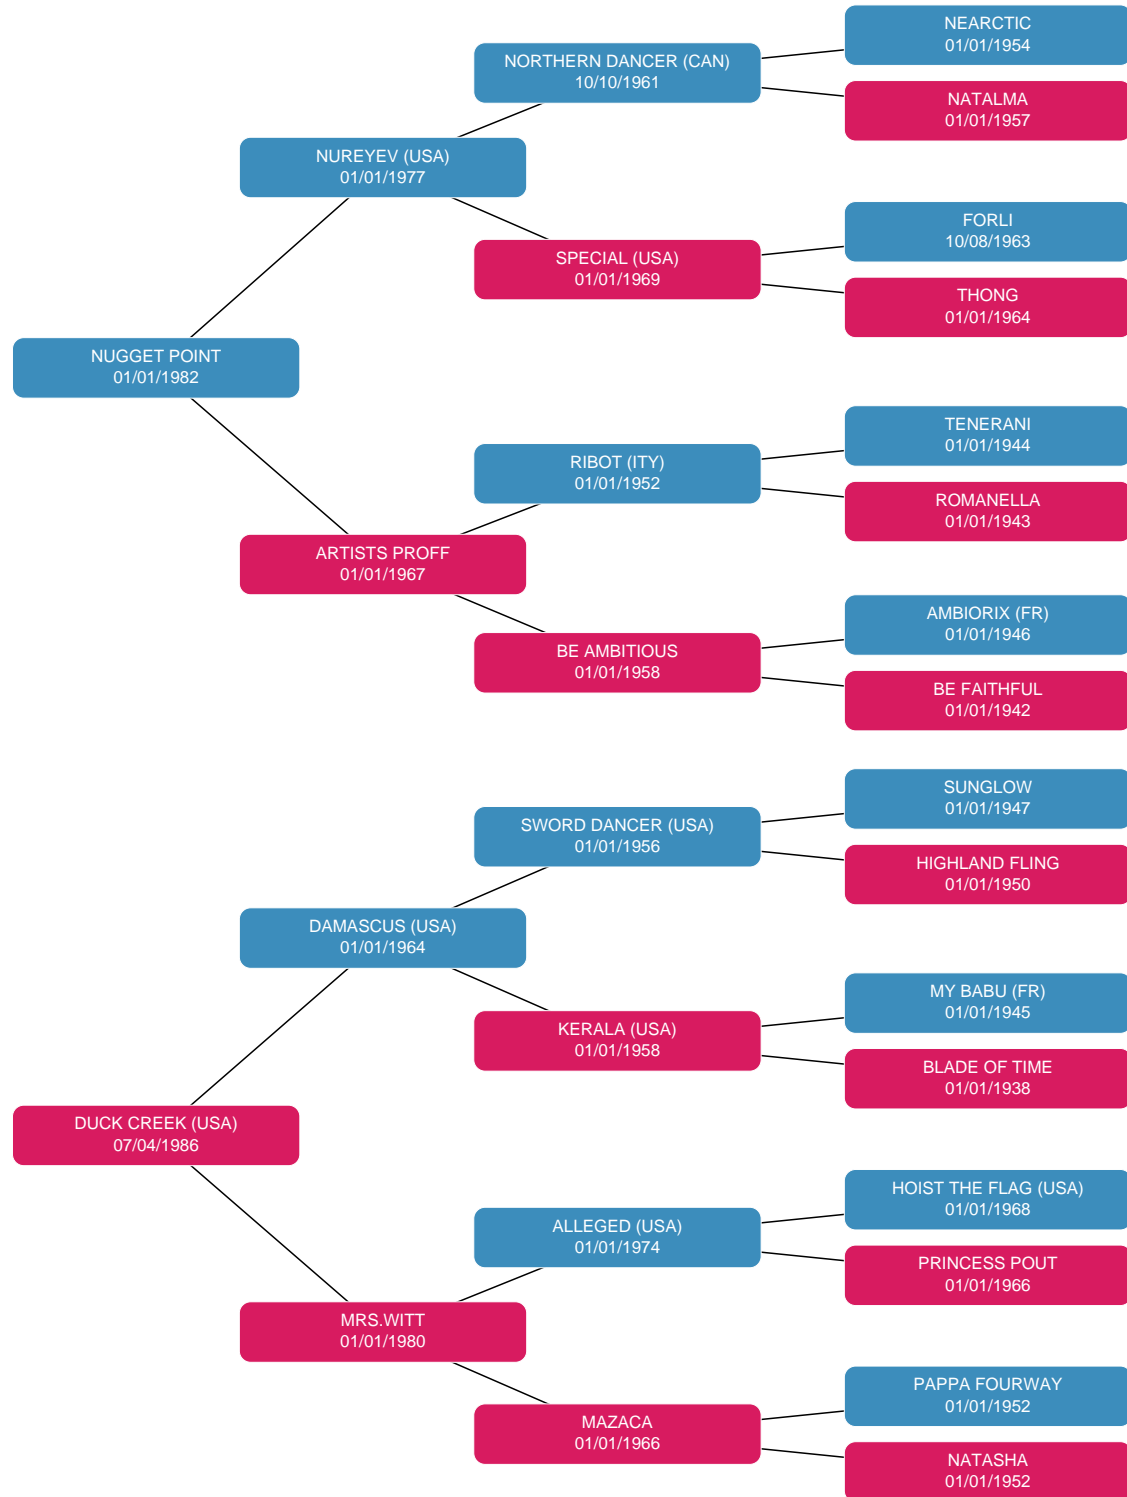 NEARCTIC
01/01/1954
NORTHERN DANCER (CAN)
10/10/1961
NATALMA
01/01/1957
NUREYEV (USA)
01/01/1977
FORLI
10/08/1963
SPECIAL (USA)
01/01/1969
THONG
01/01/1964
NUGGET POINT
01/01/1982
TENERANI
01/01/1944
RIBOT (ITY)
01/01/1952
ROMANELLA
01/01/1943
ARTISTS PROFF
01/01/1967
AMBIORIX (FR)
01/01/1946
BE AMBITIOUS
01/01/1958
BE FAITHFUL
01/01/1942
SUNGLOW
01/01/1947
SWORD DANCER (USA)
01/01/1956
HIGHLAND FLING
01/01/1950
DAMASCUS (USA)
01/01/1964
MY BABU (FR)
01/01/1945
KERALA (USA)
01/01/1958
BLADE OF TIME
01/01/1938
DUCK CREEK (USA)
07/04/1986
HOIST THE FLAG (USA)
01/01/1968
ALLEGED (USA)
01/01/1974
PRINCESS POUT
01/01/1966
MRS.WITT
01/01/1980
PAPPA FOURWAY
01/01/1952
MAZACA
01/01/1966
NATASHA
01/01/1952